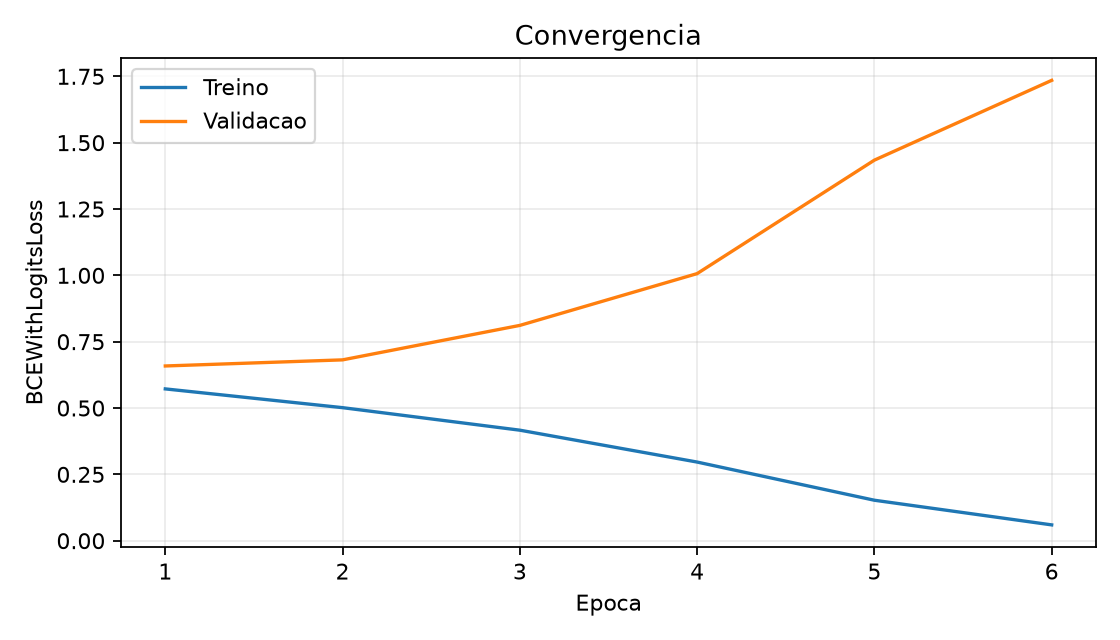 Convergencia
Treino
Validacao
1.75
1.50
1.25
1.00
0.75
0.50
0.25
0.00
BCEWithLogitsLoss
1 2 3 4 5 6
Epoca